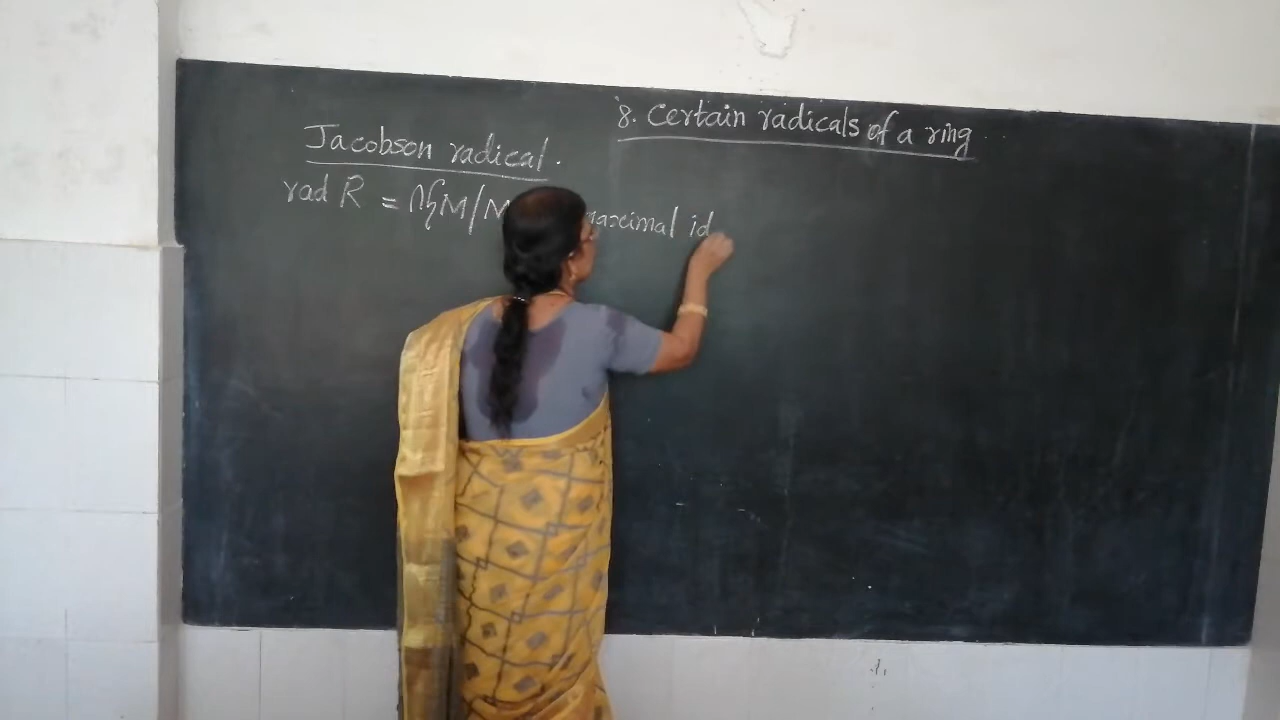 8. Certain radicals of a ring
Jacobson radical.
rad R = ∩{M/M maximal id